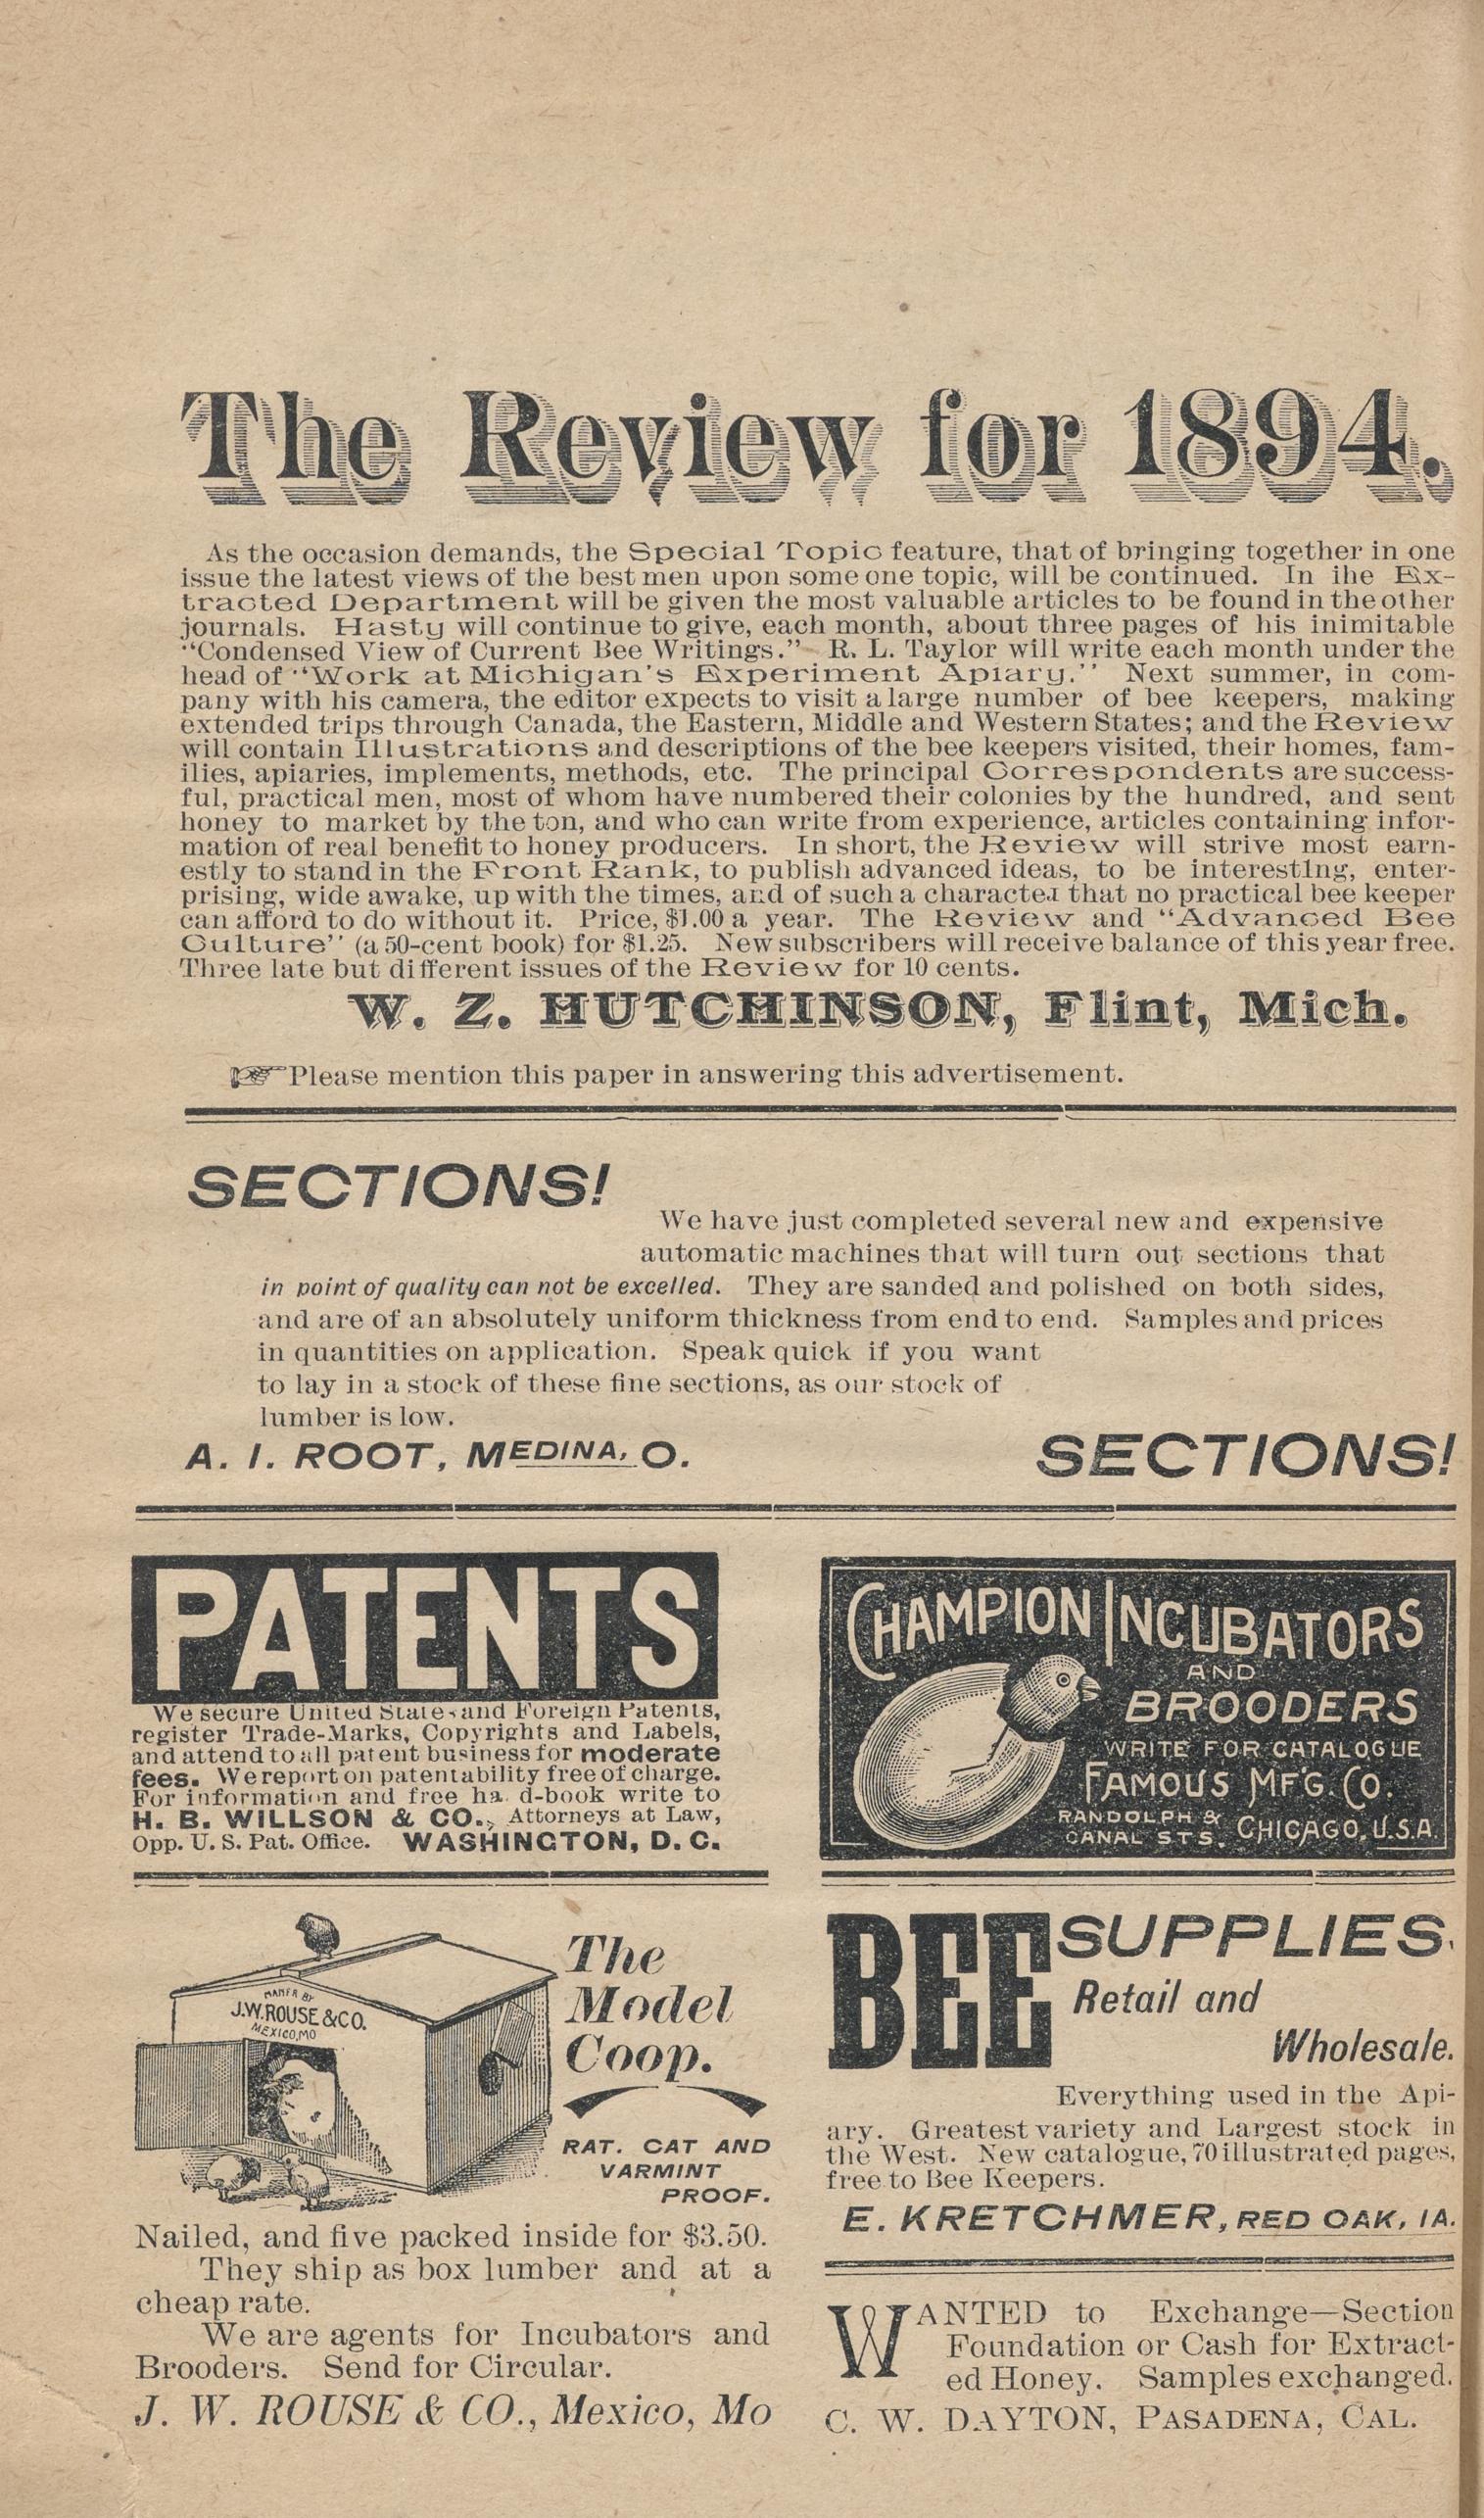 The Review for 1894.
As the occasion demands, the Special Topic feature, that of bringing together in one
issue the latest views of the best men upon some one topic, will be continued. In ihe Ex-
tracted Department will be given the most valuable articles to be found in the other
journals. Hasty will continue to give, each month, about three pages of his inimitable
"Condensed View of Current Bee Writings." R. L. Taylor will write each month under the
head of "Work at Michigan's Experiment Apiary." Next summer, in com-
pany with his camera, the editor expects to visit a large number of bee keepers, making
extended trips through Canada, the Eastern, Middle and Western States; and the Review
will contain Illustrations and descriptions of the bee keepers visited, their homes, fam-
ilies, apiaries, implements, methods, etc. The principal Correspondents are success-
ful, practical men, most of whom have numbered their colonies by the hundred, and sent
honey to market by the ton, and who can write from experience, articles containing infor-
mation of real benefit to honey producers. In short, the Review will strive most earn-
estly to stand in the Front Rank, to publish advanced ideas, to be interest1ng, enter-
prising, wide awake, up with the times, and of such a character that no practical bee keeper
can afford to do without it. Price, $1.00 a year. The Review and "Advanced Bee
Culture" (a 50-cent book) for $1.25. New subscribers will receive balance of this year free.
Three late but different issues of the Review for 10 cents.
W. Z. HUTCHINSON, Flint, Mich.
☞Please mention this paper in answering this advertisement.
SECTIONS!
We have just completed several new and expensive
automatic machines that will turn out sections that
in point of quality can not be excelled. They are sanded and polished on both sides,
and are of an absolutely uniform thickness from end to end. Samples and prices
in quantities on application. Speak quick if you want
to lay in a stock of these fine sections, as our stock of
lumber is low.
A. I. ROOT, MEDINA, O.
SECTIONS!
PATENTS
We secure United States and Foreign Patents,
register Trade-Marks, Copyrights and Labels,
and attend to all patent business for moderate
fees. We report on patentability free of charge.
For information and free ha d-book write to
H. B. WILLSON & CO., Attorneys at Law,
Opp. U. S. Pat. Office. WASHINGTON, D. C.
CHAMPION INCUBATORS
AND
BROODERS
WRITE FOR CATALOGUE
FAMOUS MF'G. CO.
RANDOLPH &
CANAL STS. CHICAGO, U.S.A.
MANF'R BY
J.W.ROUSE & CO.
MEXICO, MO
The
Model
Coop.
RAT. CAT AND
VARMINT
PROOF.
Nailed, and five packed inside for $3.50.
They ship as box lumber and at a
cheap rate.
We are agents for Incubators and
Brooders. Send for Circular.
J. W. ROUSE & CO., Mexico, Mo
BEE SUPPLIES.
Retail and
Wholesale.
Everything used in the Api-
ary. Greatest variety and Largest stock in
the West. New catalogue, 70 illustrated pages,
free to Bee Keepers.
E. KRETCHMER, RED OAK, IA.
WANTED to Exchange—Section
Foundation or Cash for Extract-
ed Honey. Samples exchanged.
C. W. DAYTON, PASADENA, CAL.